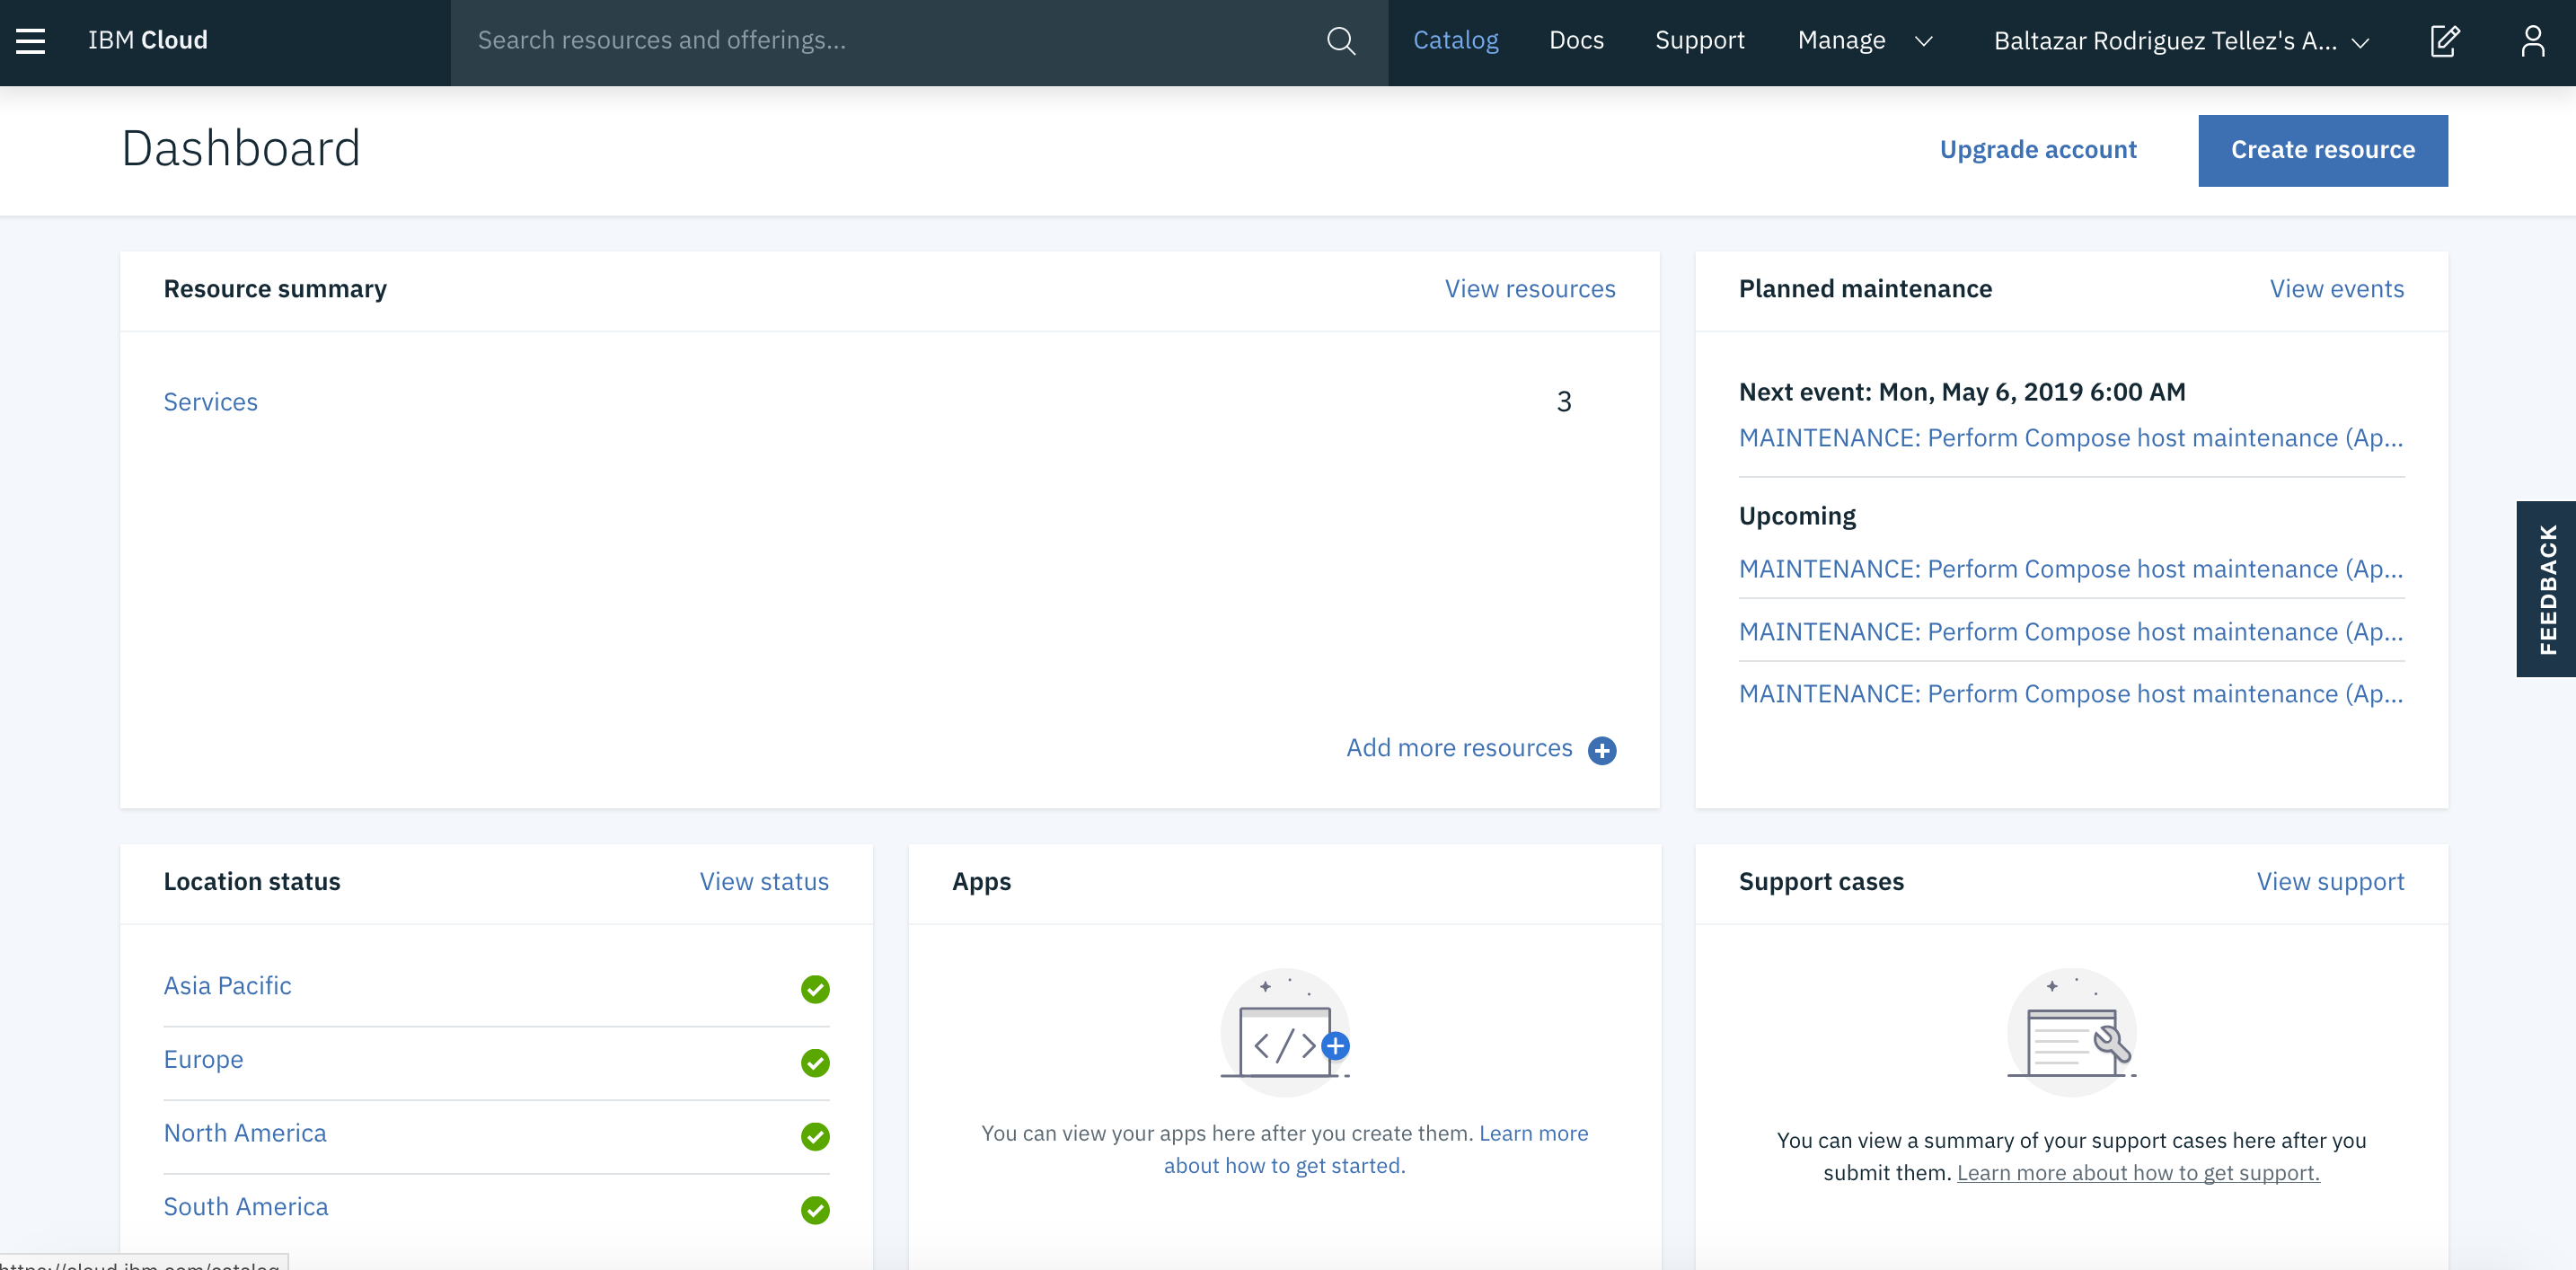 IBM Cloud
Search resources and offerings...
Catalog
Docs
Support
Manage
Baltazar Rodriguez Tellez's A...
Dashboard
Upgrade account
Create resource
Resource summary
View resources
Services
3
Add more resources
Planned maintenance
View events
Next event: Mon, May 6, 2019 6:00 AM
MAINTENANCE: Perform Compose host maintenance (Ap...
Upcoming
MAINTENANCE: Perform Compose host maintenance (Ap...
MAINTENANCE: Perform Compose host maintenance (Ap...
MAINTENANCE: Perform Compose host maintenance (Ap...
FEEDBACK
Location status
View status
Asia Pacific
Europe
North America
South America
Apps
</>
You can view your apps here after you create them. Learn more
about how to get started.
Support cases
View support
You can view a summary of your support cases here after you
submit them. Learn more about how to get support.
https://cloud.ibm.com/catalog